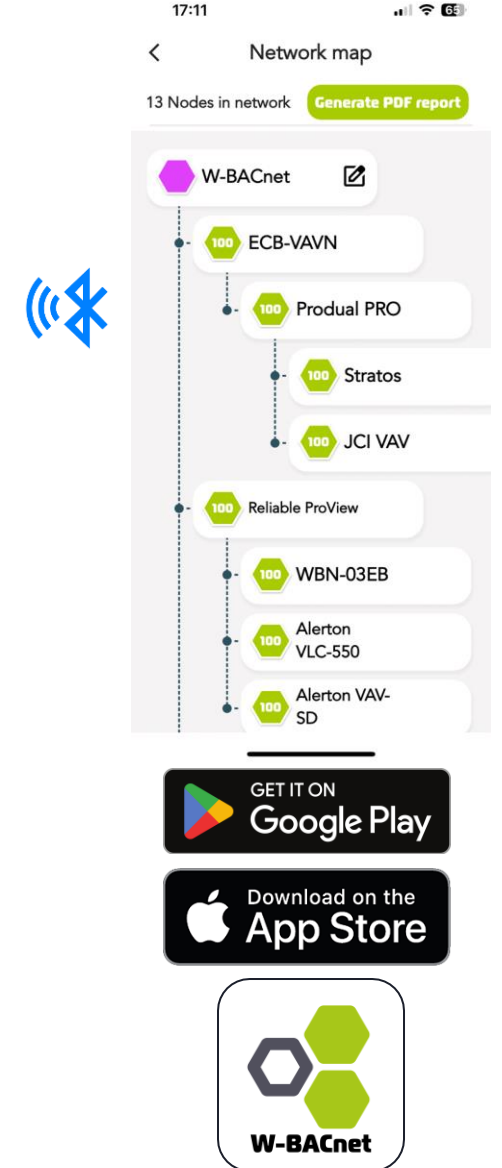 17:11
65
Network map
13 Nodes in network
Generate PDF report
W-BACnet
100
ECB-VAVN
100
Produal PRO
100
Stratos
100
JCI VAV
100
Reliable ProView
100
WBN-03EB
100
Alerton
VLC-550
100
Alerton VAV-
SD
GET IT ON
Google Play
Download on the
App Store
W-BACnet